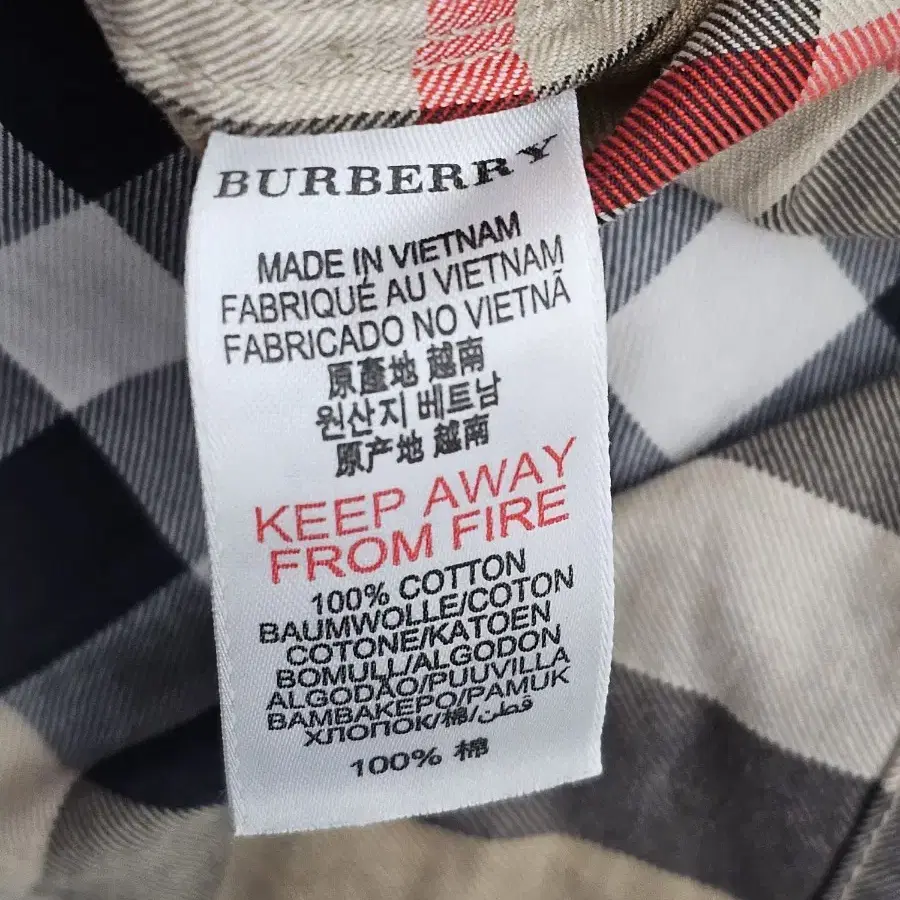 BURBERRY
MADE IN VIETNAM
FABRIQUÉ AU VIETNAM
FABRICADO NO VIETNÃ
原產地 越南
원산지 베트남
原产地 越南
KEEP AWAY
FROM FIRE
100% COTTON
BAUMWOLLE/COTON
COTONE/KATOEN
BOMULL/ALGODON
ALGODÃO/PUUVILLA
ΒΑΜΒΑΚΕΡΟ/PAMUK
ХЛОПОК/棉/قطن
100% 棉